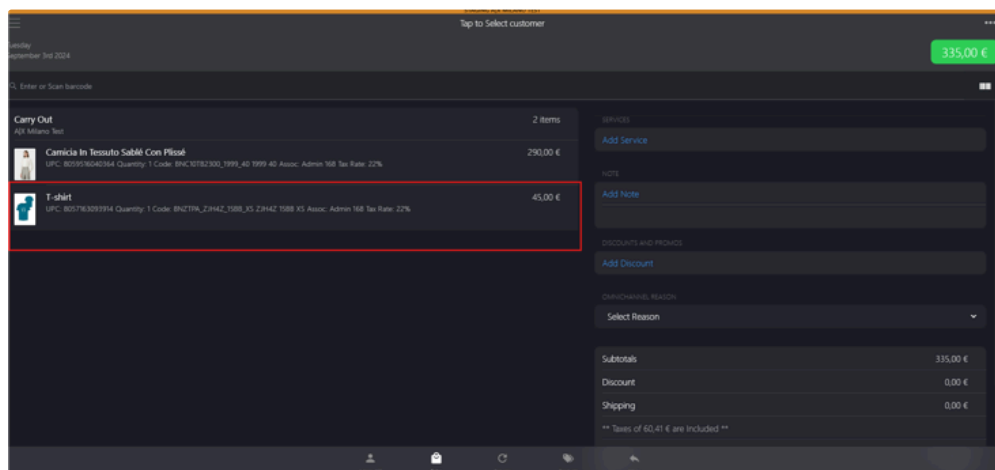 Tap to Select customer
September 3rd 2024
335,00 €
Enter or Scan barcode
Carry Out
2 items
A|X Milano Test
Camicia In Tessuto Sablé Con Plissé
290,00 €
UPC: 8059516040364 Quantity: 1 Code: BNC10T82300_1999_40 1999 40 Assoc: Admin 168 Tax Rate: 22%
T-shirt
45,00 €
UPC: 8057163093914 Quantity: 1 Code: BNZTPA_ZJH4Z_1588_XS ZJH4Z 1588 XS Assoc: Admin 168 Tax Rate: 22%
SERVICES
Add Service
NOTE
Add Note
DISCOUNTS AND PROMOS
Add Discount
OMNICHANNEL REASON
Select Reason
Subtotals
335,00 €
Discount
0,00 €
Shipping
0,00 €
** Taxes of 60,41 € are Included **